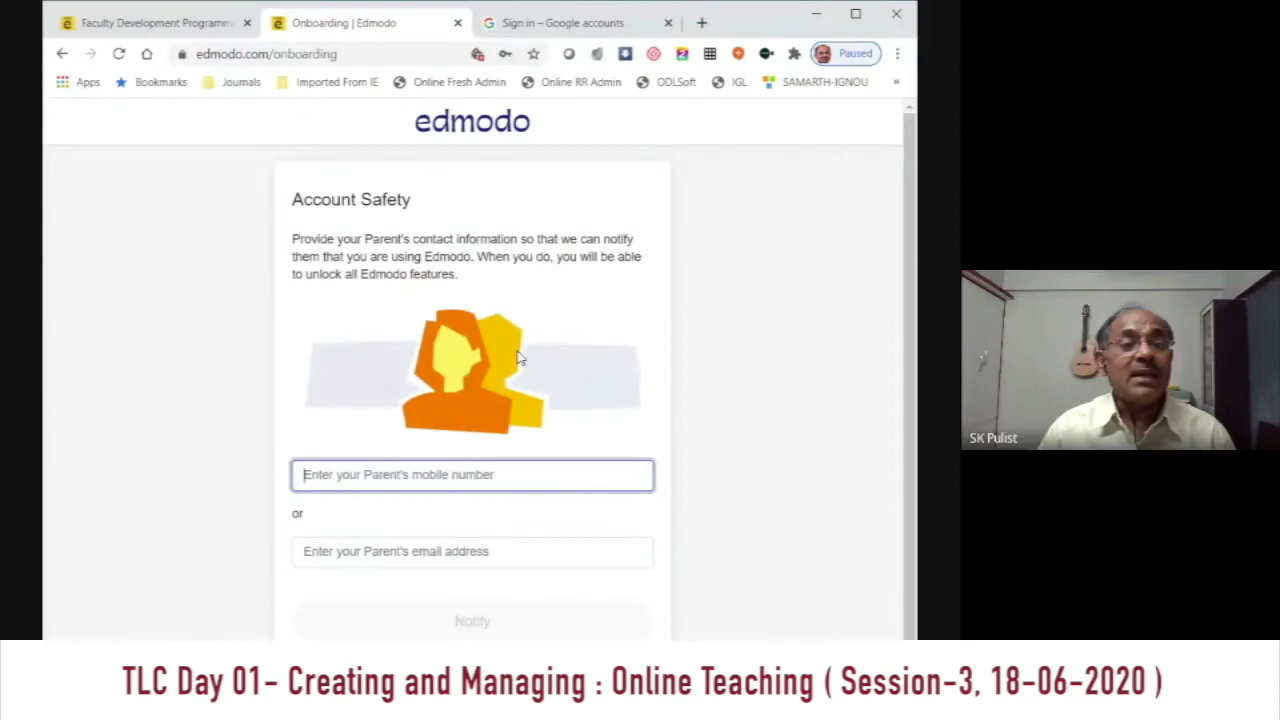 Faculty Development Programm
Onboarding | Edmodo
Sign in – Google accounts
edmodo.com/onboarding
Paused
Apps
Bookmarks
Journals
Imported From IE
Online Fresh Admin
Online RR Admin
ODLSoft
IGL
SAMARTH-IGNOU
»
edmodo
Account Safety
Provide your Parent's contact information so that we can notify
them that you are using Edmodo. When you do, you will be able
to unlock all Edmodo features.
Enter your Parent's mobile number
or
Enter your Parent's email address
Notify
SK Pulist
TLC Day 01- Creating and Managing : Online Teaching ( Session-3, 18-06-2020 )